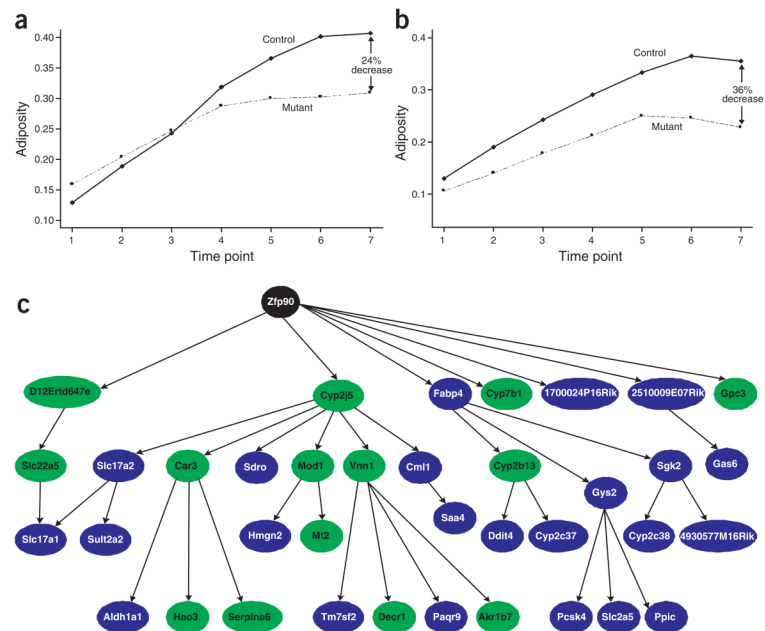 a
0.40
0.35
0.30
0.25
0.20
0.15
0.10
Adiposity
Control
24%
decrease
Mutant
1 2 3 4 5 6 7
Time point
b
0.4
0.3
0.2
0.1
Adiposity
Control
36%
decrease
Mutant
1 2 3 4 5 6 7
Time point
c
Zfp90
D12Ertd647e
Cyp2j5
Fabp4
Cyp7b1
1700024P16Rik
2510009E07Rik
Gpc3
Slc22a5
Slc17a2
Car3
Sdro
Mod1
Vnn1
Cml1
Cyp2b13
Sgk2
Gas6
Gys2
Saa4
Slc17a1
Sult2a2
Hmgn2
Mt2
Ddit4
Cyp2c37
Cyp2c38
4930577M16Rik
Aldh1a1
Hao3
Serpina6
Tm7sf2
Decr1
Paqr9
Akr1b7
Pcsk4
Slc2a5
Ppic